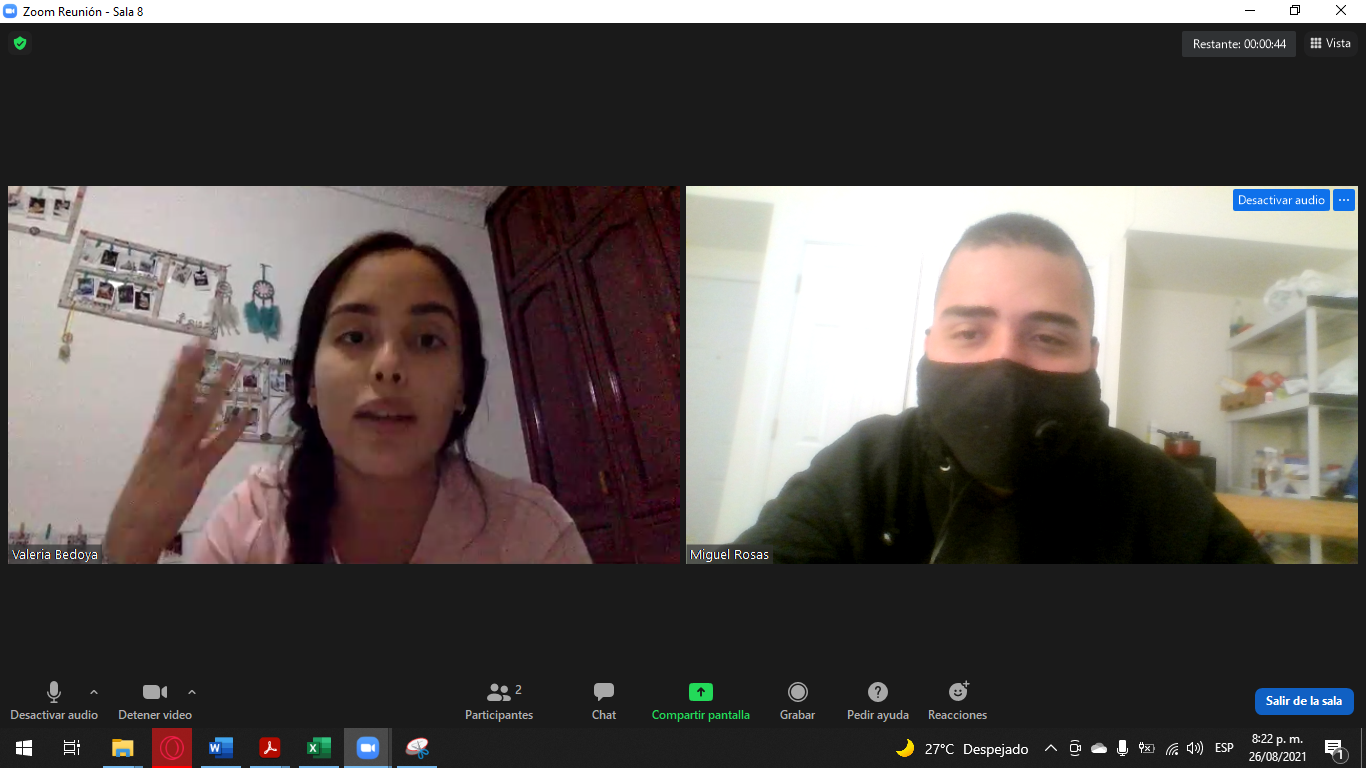 Zoom Reunión - Sala 8
Restante: 00:00:44
Vista
Desactivar audio
...
Valeria Bedoya
Miguel Rosas
Desactivar audio
Detener video
2
Participantes
Chat
Compartir pantalla
Grabar
Pedir ayuda
Reacciones
Salir de la sala
27°C Despejado
ESP
8:22 p. m.
26/08/2021
1